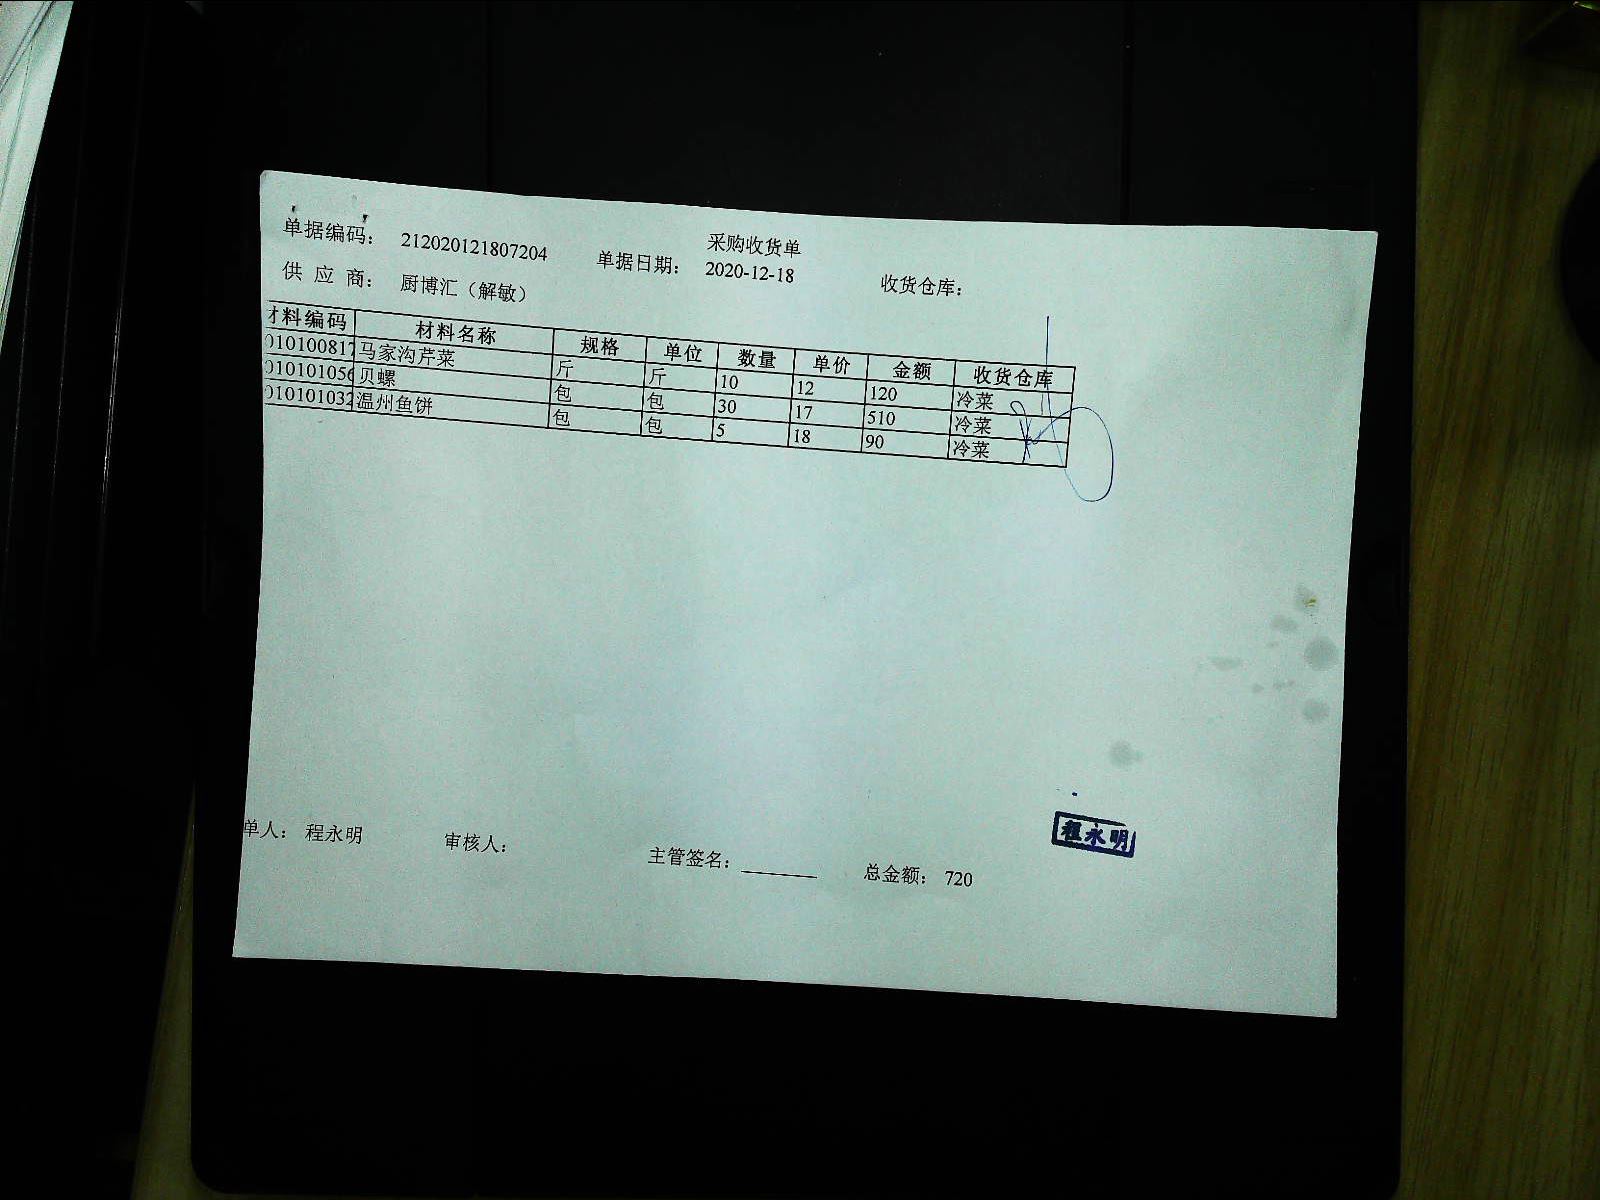 采购收货单
单据编码： 212020121807204 单据日期： 2020-12-18 收货仓库：
供 应 商： 厨博汇（解敏）
材料编码 材料名称 规格 单位 数量 单价 金额 收货仓库
010100817 马家沟芹菜 斤 斤 10 12 120 冷菜
010101056 贝螺 包 包 30 17 510 冷菜
010101032 温州鱼饼 包 包 5 18 90 冷菜
单人： 程永明 审核人： 主管签名： 总金额： 720
程永明